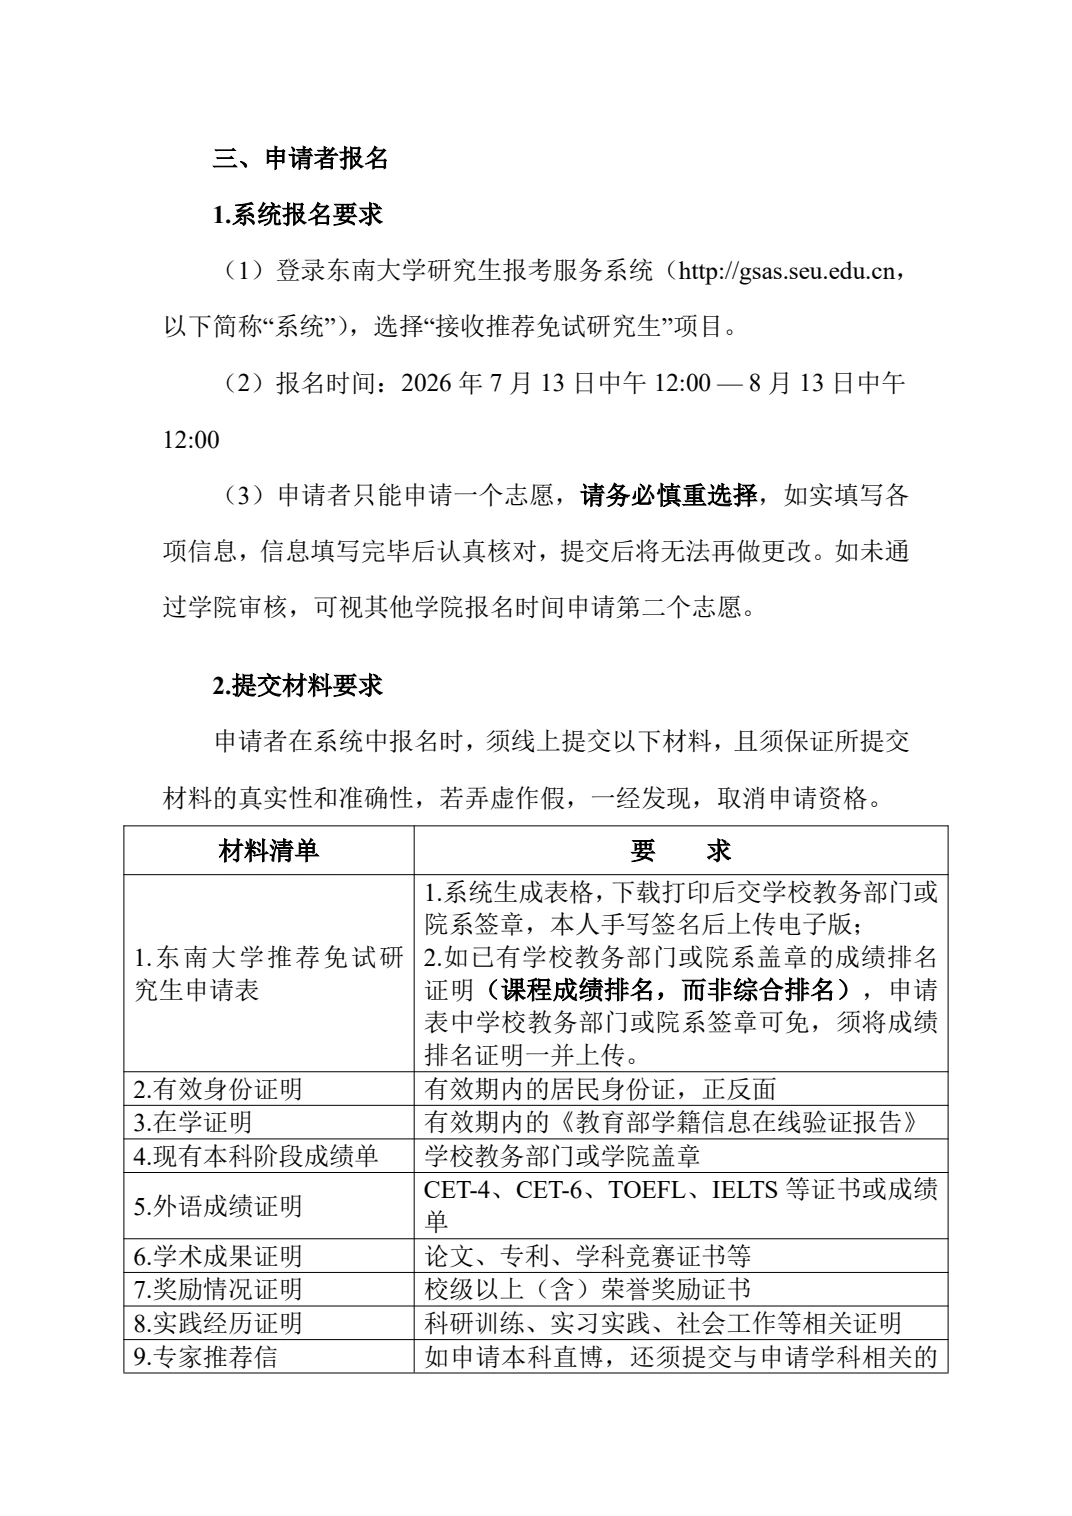 三、申请者报名
1.系统报名要求
（1）登录东南大学研究生报考服务系统（http://gsas.seu.edu.cn，
以下简称“系统”），选择“接收推荐免试研究生”项目。
（2）报名时间：2026 年 7 月 13 日中午 12:00 — 8 月 13 日中午
12:00
（3）申请者只能申请一个志愿，请务必慎重选择，如实填写各
项信息，信息填写完毕后认真核对，提交后将无法再做更改。如未通
过学院审核，可视其他学院报名时间申请第二个志愿。
2.提交材料要求
申请者在系统中报名时，须线上提交以下材料，且须保证所提交
材料的真实性和准确性，若弄虚作假，一经发现，取消申请资格。
材料清单
要 求
1.东南大学推荐免试研
究生申请表
1.系统生成表格，下载打印后交学校教务部门或
院系签章，本人手写签名后上传电子版；
2.如已有学校教务部门或院系盖章的成绩排名
证明（课程成绩排名，而非综合排名），申请
表中学校教务部门或院系签章可免，须将成绩
排名证明一并上传。
2.有效身份证明
有效期内的居民身份证，正反面
3.在学证明
有效期内的《教育部学籍信息在线验证报告》
4.现有本科阶段成绩单
学校教务部门或学院盖章
5.外语成绩证明
CET-4、CET-6、TOEFL、IELTS 等证书或成绩
单
6.学术成果证明
论文、专利、学科竞赛证书等
7.奖励情况证明
校级以上（含）荣誉奖励证书
8.实践经历证明
科研训练、实习实践、社会工作等相关证明
9.专家推荐信
如申请本科直博，还须提交与申请学科相关的